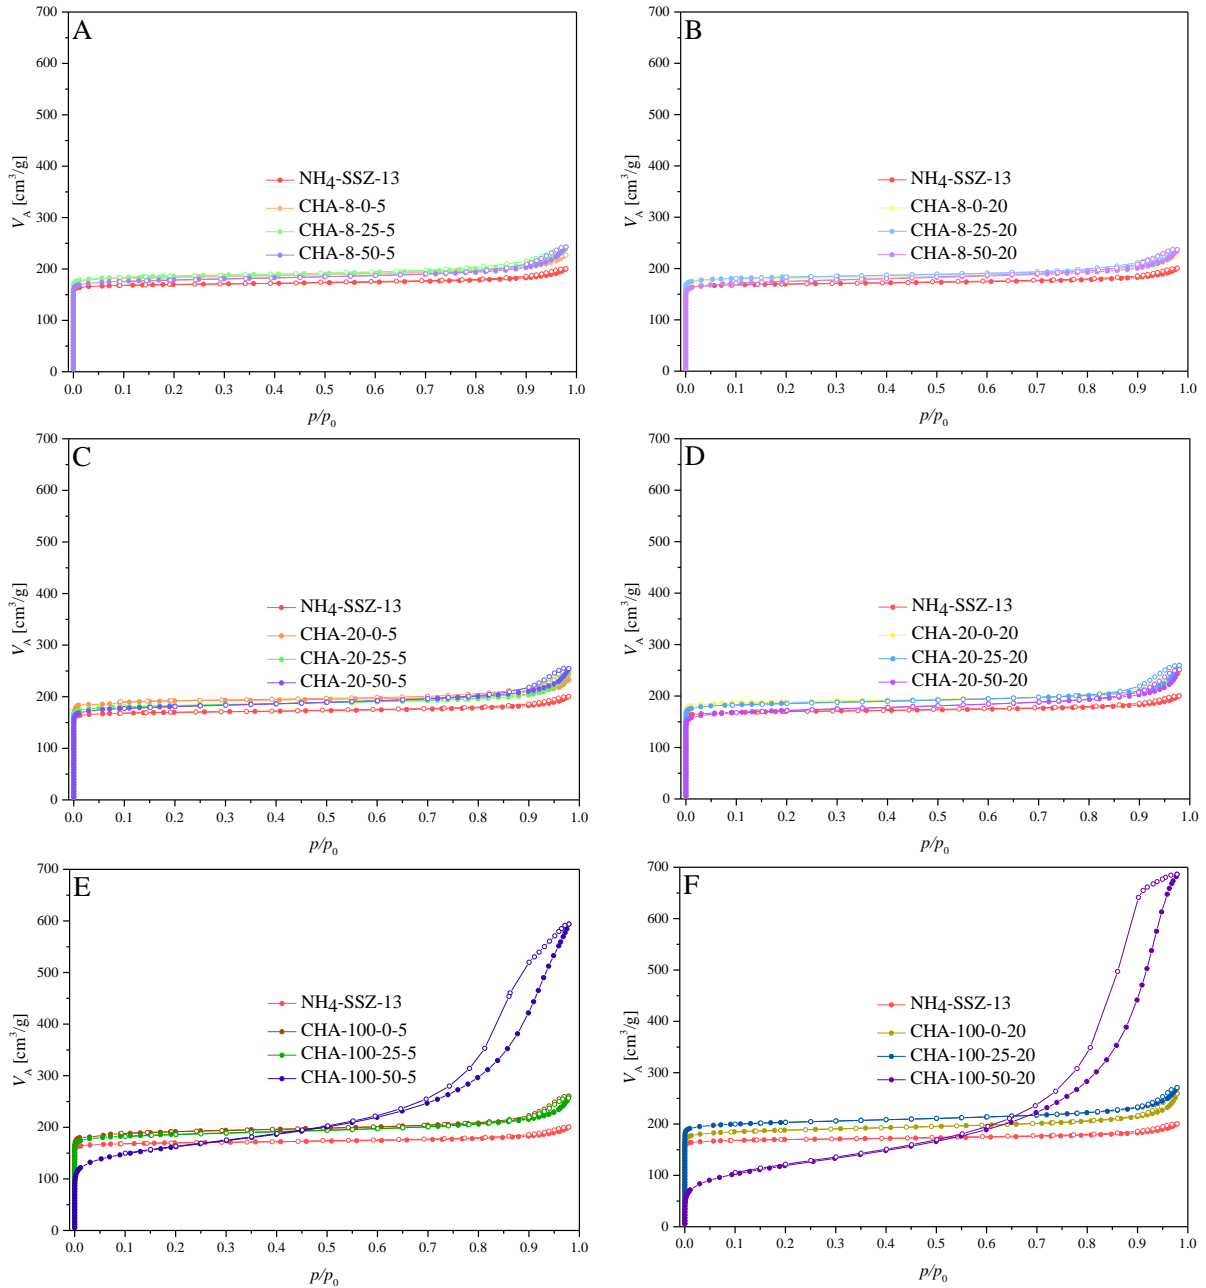 A
700
600
500
400
300
200
100
0
V_A [cm³/g]
NH₄-SSZ-13
CHA-8-0-5
CHA-8-25-5
CHA-8-50-5
0.0 0.1 0.2 0.3 0.4 0.5 0.6 0.7 0.8 0.9 1.0
p/p₀
B
700
600
500
400
300
200
100
0
V_A [cm³/g]
NH₄-SSZ-13
CHA-8-0-20
CHA-8-25-20
CHA-8-50-20
0.0 0.1 0.2 0.3 0.4 0.5 0.6 0.7 0.8 0.9 1.0
p/p₀
C
700
600
500
400
300
200
100
0
V_A [cm³/g]
NH₄-SSZ-13
CHA-20-0-5
CHA-20-25-5
CHA-20-50-5
0.0 0.1 0.2 0.3 0.4 0.5 0.6 0.7 0.8 0.9 1.0
p/p₀
D
700
600
500
400
300
200
100
0
V_A [cm³/g]
NH₄-SSZ-13
CHA-20-0-20
CHA-20-25-20
CHA-20-50-20
0.0 0.1 0.2 0.3 0.4 0.5 0.6 0.7 0.8 0.9 1.0
p/p₀
E
700
600
500
400
300
200
100
0
V_A [cm³/g]
NH₄-SSZ-13
CHA-100-0-5
CHA-100-25-5
CHA-100-50-5
0.0 0.1 0.2 0.3 0.4 0.5 0.6 0.7 0.8 0.9 1.0
p/p₀
F
700
600
500
400
300
200
100
0
V_A [cm³/g]
NH₄-SSZ-13
CHA-100-0-20
CHA-100-25-20
CHA-100-50-20
0.0 0.1 0.2 0.3 0.4 0.5 0.6 0.7 0.8 0.9 1.0
p/p₀